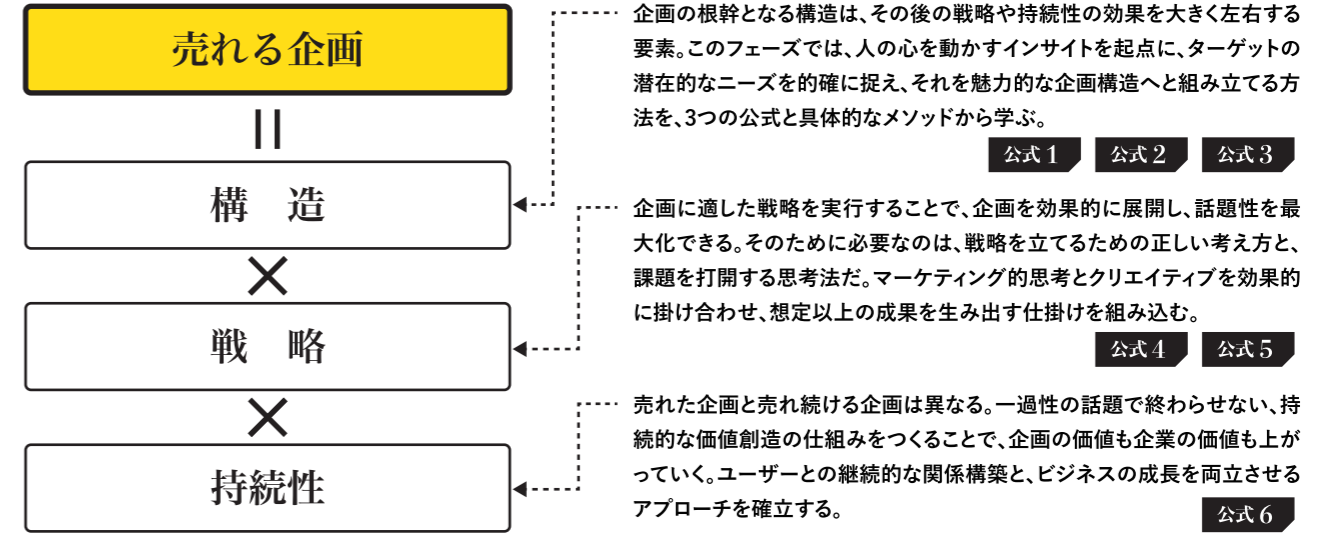 売れる企画
=
構 造
×
戦 略
×
持続性
企画の根幹となる構造は、その後の戦略や持続性の効果を大きく左右する
要素。このフェーズでは、人の心を動かすインサイトを起点に、ターゲットの
潜在的なニーズを的確に捉え、それを魅力的な企画構造へと組み立てる方
法を、3つの公式と具体的なメソッドから学ぶ。
公式1 公式2 公式3
企画に適した戦略を実行することで、企画を効果的に展開し、話題性を最
大化できる。そのために必要なのは、戦略を立てるための正しい考え方と、
課題を打開する思考法だ。マーケティング的思考とクリエイティブを効果的
に掛け合わせ、想定以上の成果を生み出す仕掛けを組み込む。
公式4 公式5
売れた企画と売れ続ける企画は異なる。一過性の話題で終わらせない、持
続的な価値創造の仕組みをつくることで、企画の価値も企業の価値も上が
っていく。ユーザーとの継続的な関係構築と、ビジネスの成長を両立させる
アプローチを確立する。
公式6